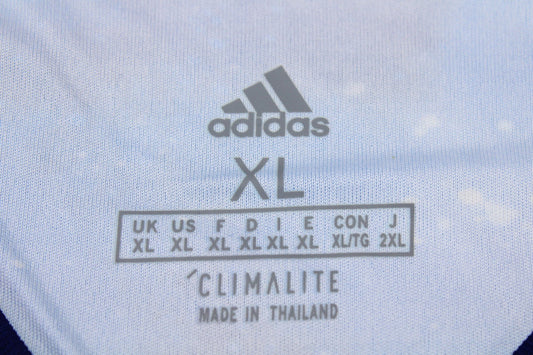 adidas
XL
UK US F D I E CON J
XL XL XL XL XL XL XL/TG 2XL
´CLIMALITE
MADE IN THAILAND